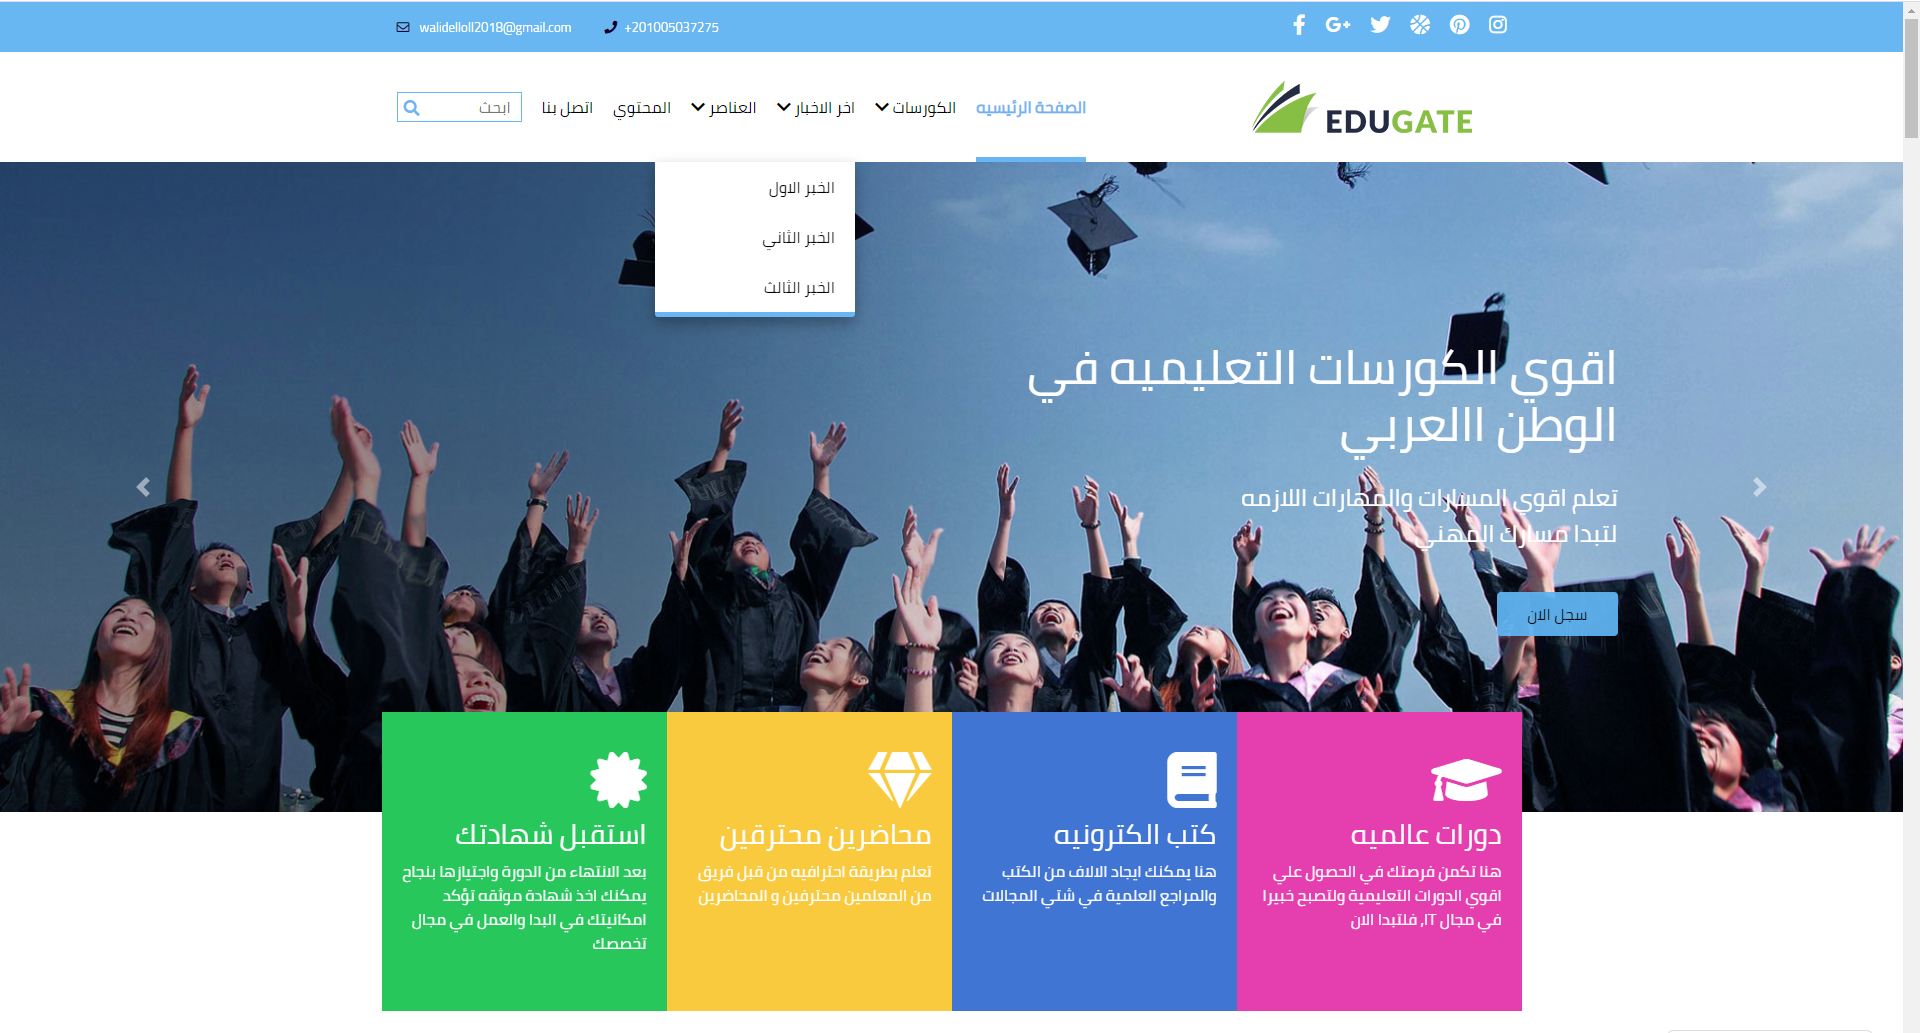 walidelloll2018@gmail.com
+201005037275
EDUGATE
الصفحة الرئيسيه
الكورسات
اخر الاخبار
العناصر
المحتوي
اتصل بنا
ابحث
الخبر الاول
الخبر الثاني
الخبر الثالث
اقوي الكورسات التعليميه في
الوطن االعربي
تعلم اقوى المسارات والمهارات اللازمه
لتبدا مسارك المهني
سجل الان
دورات عالميه
هنا تكمن فرصتك في الحصول علي
اقوي الدورات التعليمية ولتصبح خبيرا
في مجال IT, فلتبدا الان
كتب الكترونيه
هنا يمكنك ايجاد الالاف من الكتب
والمراجع العلمية في شتي المجالات
محاضرين محترقين
تعلم بطريقة احترافيه من قبل فريق
من المعلمين محترفين و المحاضرين
استقبل شهادتك
بعد الانتهاء من الدورة واجتيازها بنجاح
يمكنك اخذ شهادة موثقه تؤكد
امكانيتك في البدا والعمل في مجال
تخصصك